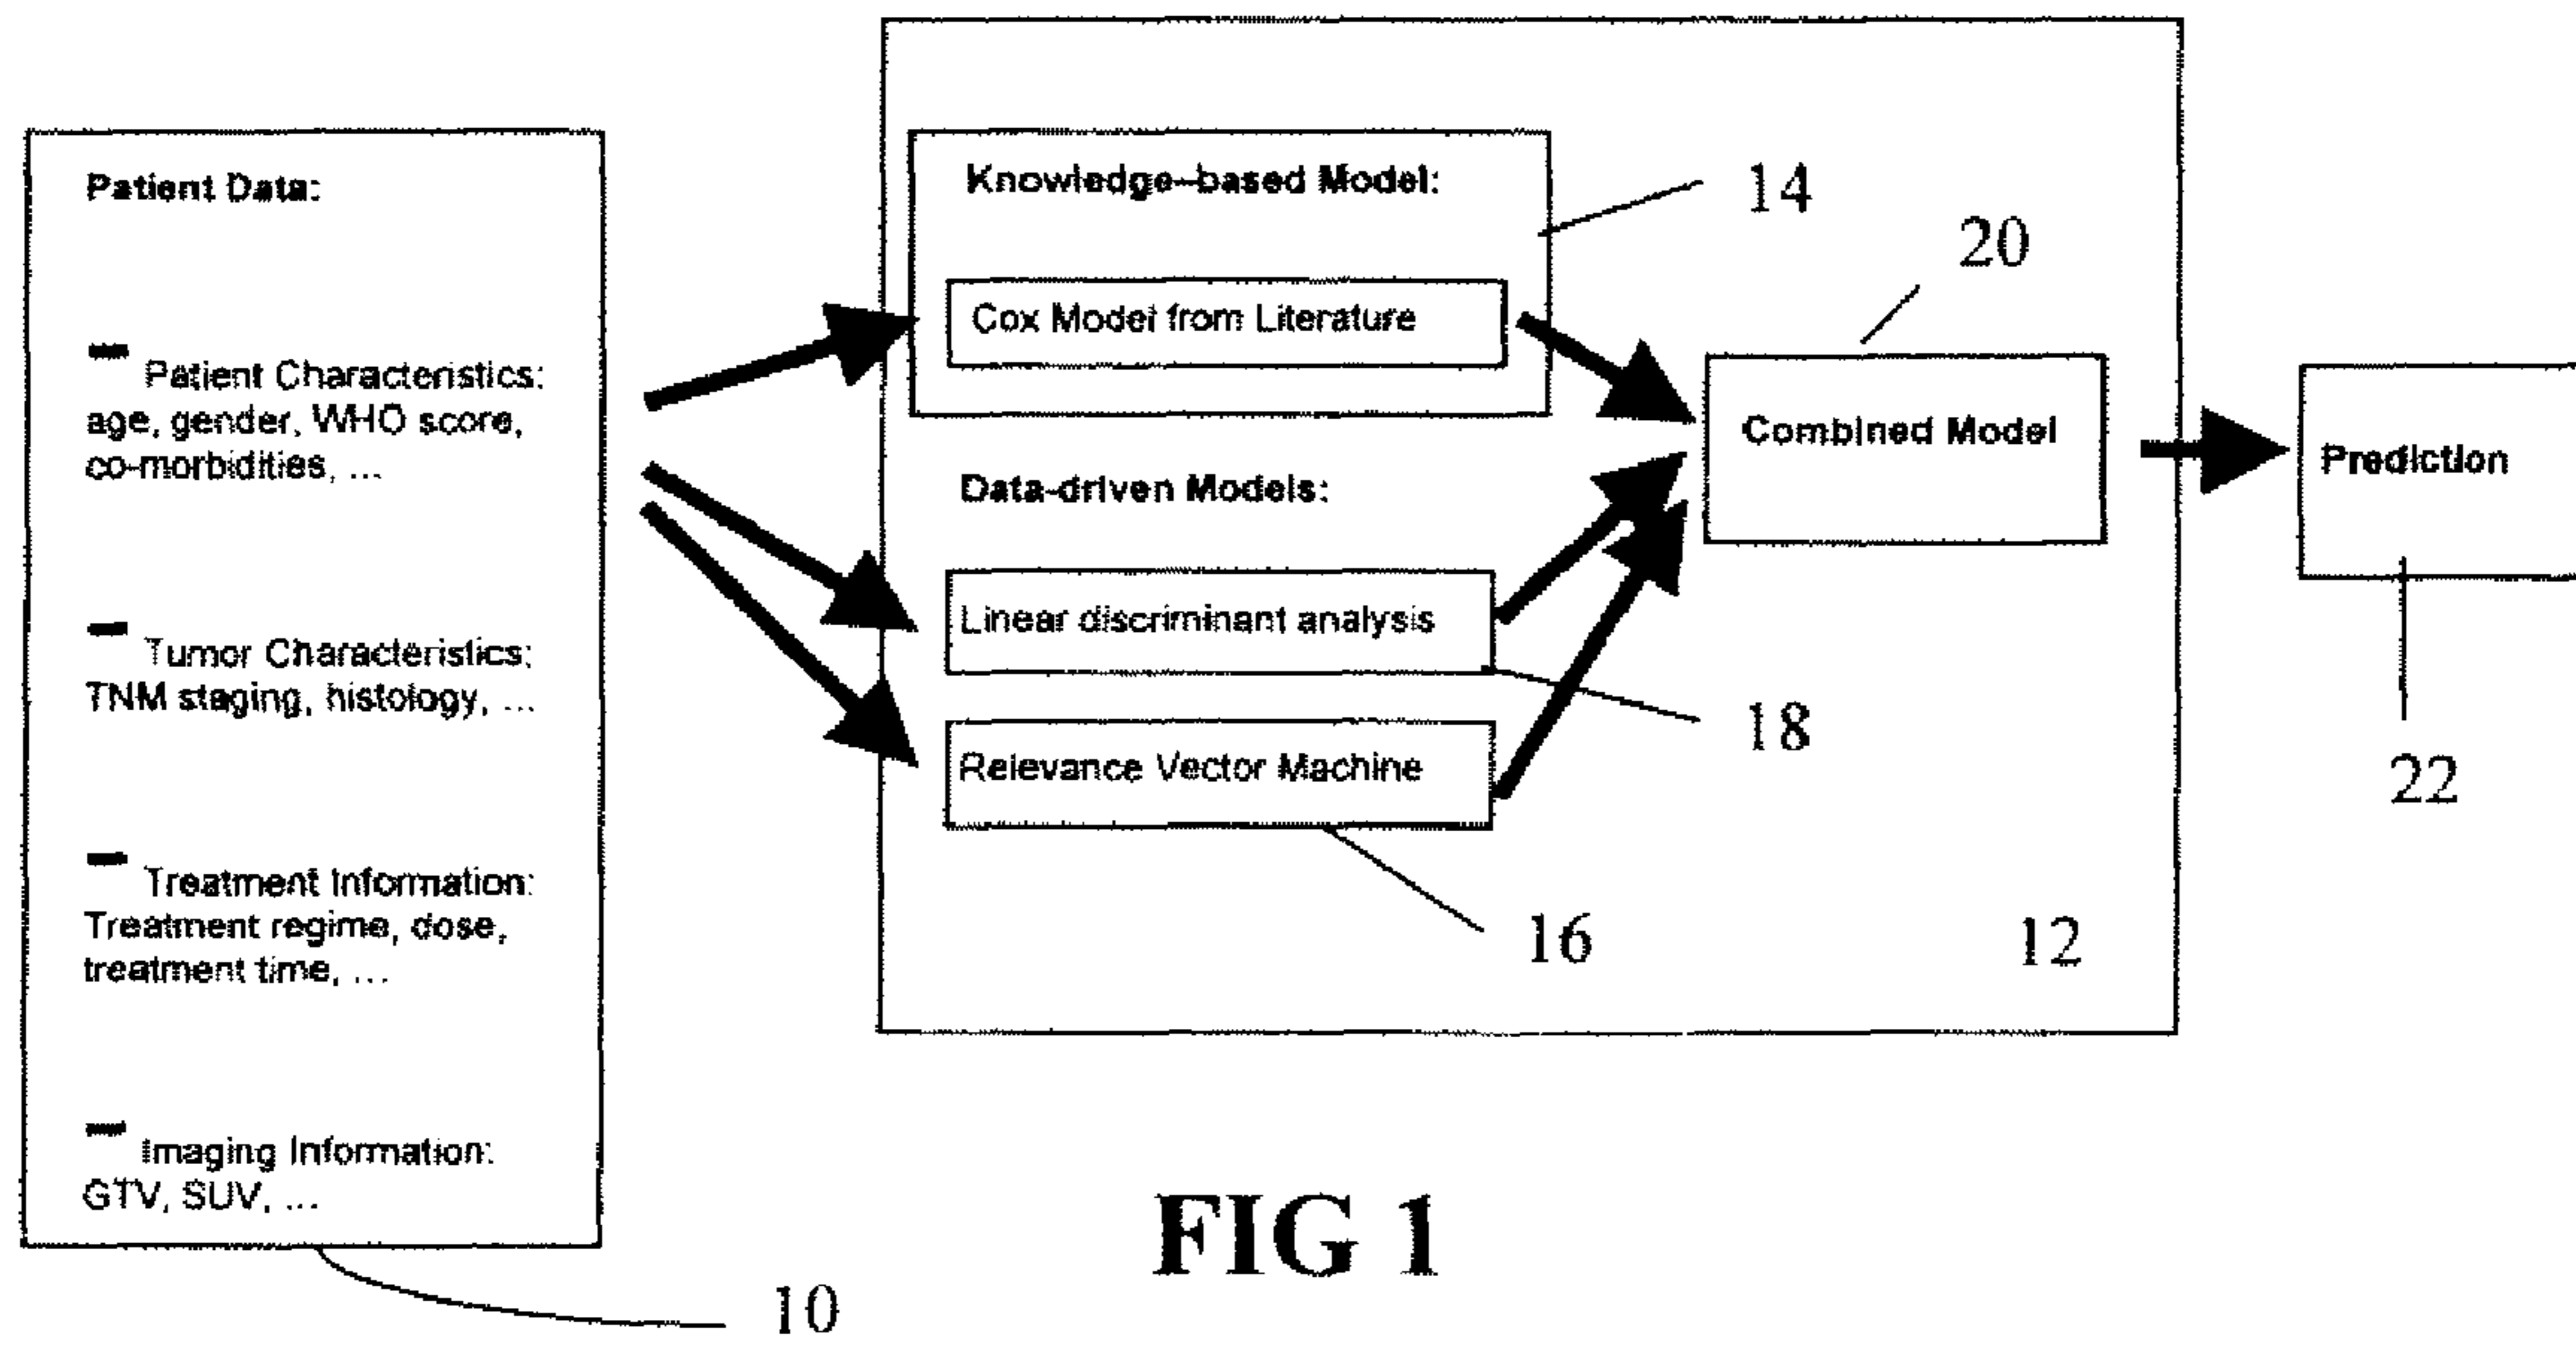 Patient Data:
Patient Characteristics:
age, gender, WHO score,
co-morbidities, ...
Tumor Characteristics:
TNM staging, histology, ...
Treatment Information:
Treatment regime, dose,
treatment time, ...
Imaging Information:
GTV, SUV, ...
10
Knowledge-based Model:
Cox Model from Literature
14
Data-driven Models:
Linear discriminant analysis
18
Relevance Vector Machine
16
20
Combined Model
12
Prediction
22
FIG 1